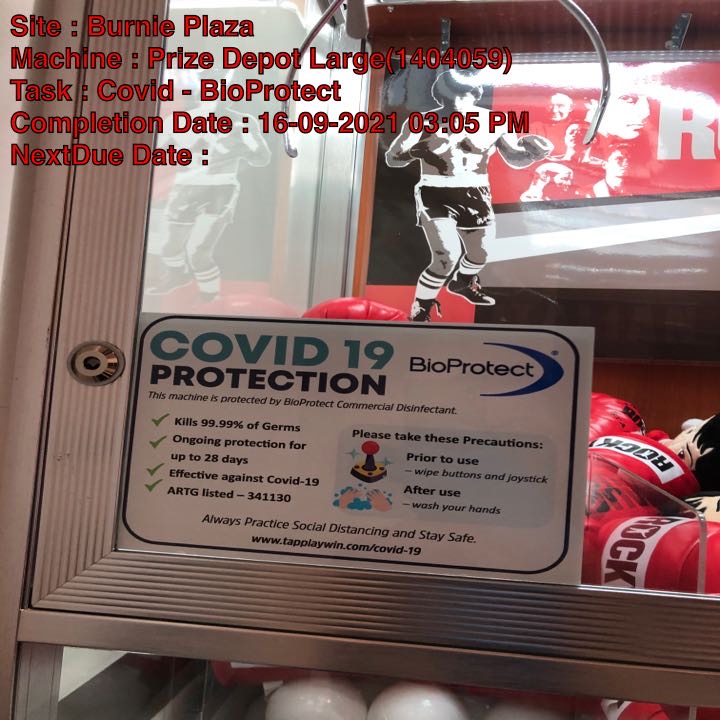 Site : Burnie Plaza
Machine : Prize Depot Large(1404059)
Task : Covid - BioProtect
Completion Date : 16-09-2021 03:05 PM
NextDue Date :
R
COVID 19
PROTECTION
BioProtect®
This machine is protected by BioProtect Commercial Disinfectant.
Kills 99.99% of Germs
Ongoing protection for
up to 28 days
Effective against Covid-19
ARTG listed – 341130
Please take these Precautions:
Prior to use
– wipe buttons and joystick
After use
– wash your hands
Always Practice Social Distancing and Stay Safe.
www.tapplaywin.com/covid-19
ROCK
ROCK